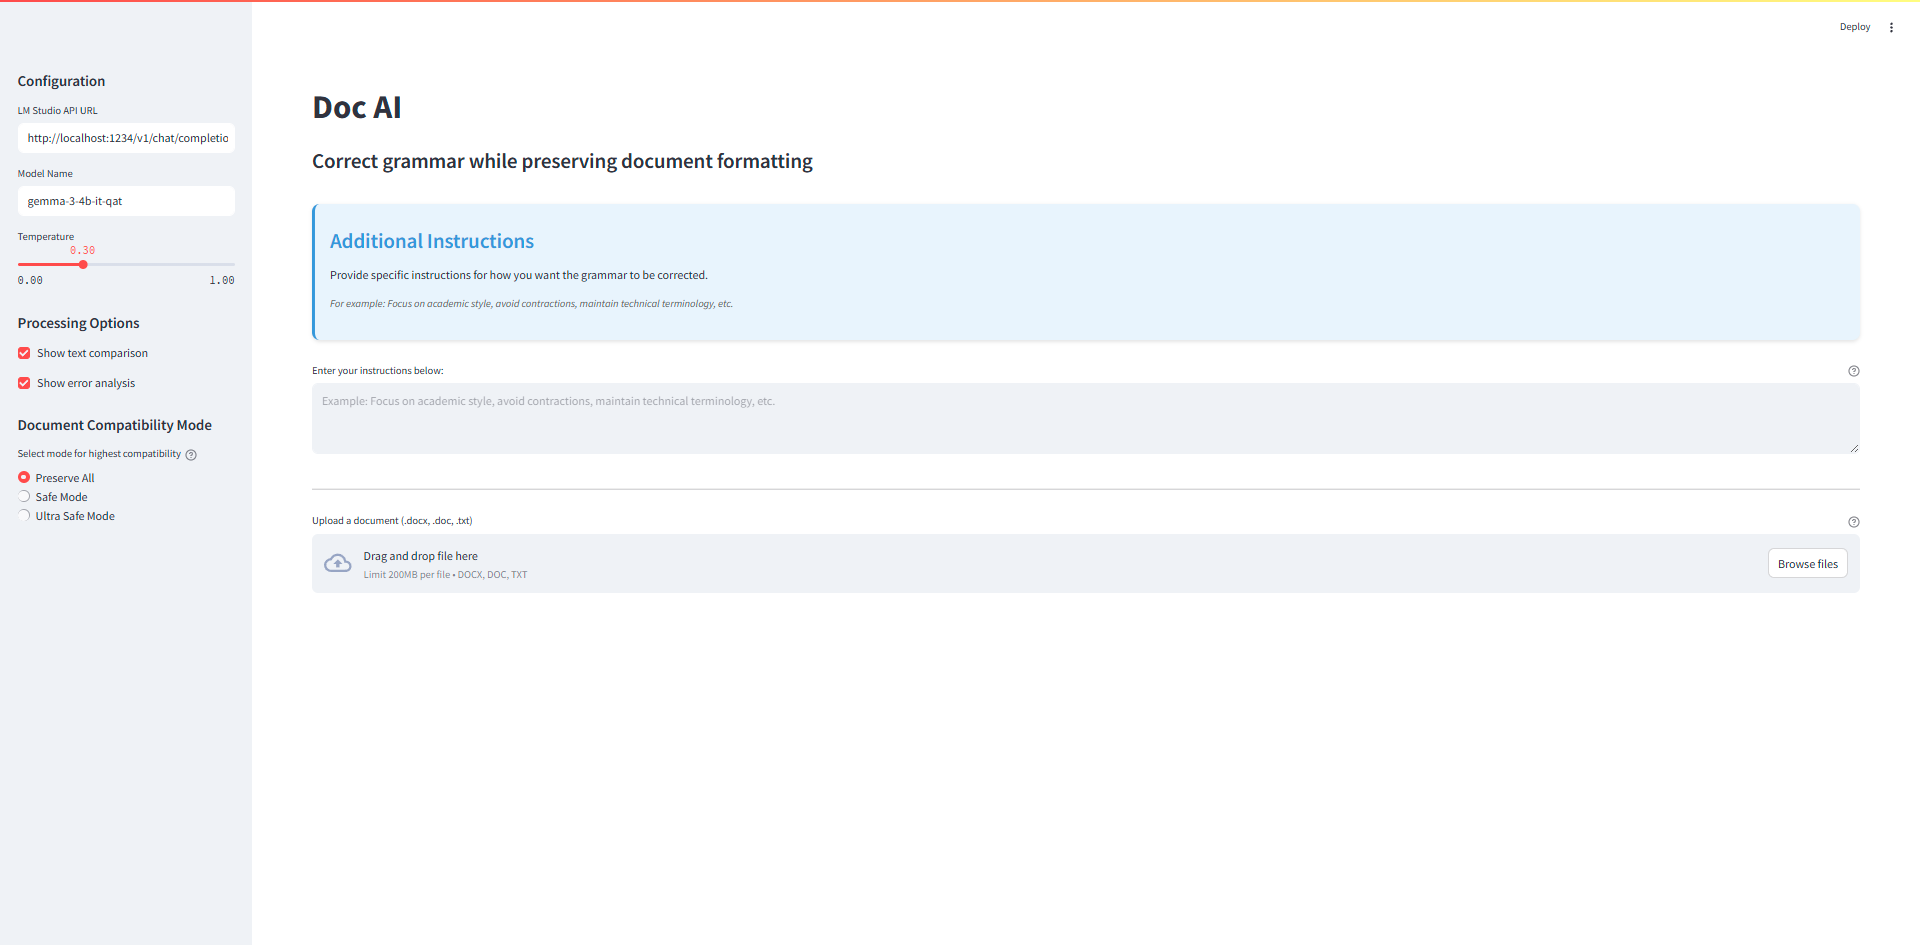 Deploy
Configuration
LM Studio API URL
http://localhost:1234/v1/chat/completio
Model Name
gemma-3-4b-it-qat
Temperature
0.30
0.00 1.00
Processing Options
Show text comparison
Show error analysis
Document Compatibility Mode
Select mode for highest compatibility
Preserve All
Safe Mode
Ultra Safe Mode
Doc AI
Correct grammar while preserving document formatting
Additional Instructions
Provide specific instructions for how you want the grammar to be corrected.
For example: Focus on academic style, avoid contractions, maintain technical terminology, etc.
Enter your instructions below:
Example: Focus on academic style, avoid contractions, maintain technical terminology, etc.
Upload a document (.docx, .doc, .txt)
Drag and drop file here
Limit 200MB per file • DOCX, DOC, TXT
Browse files